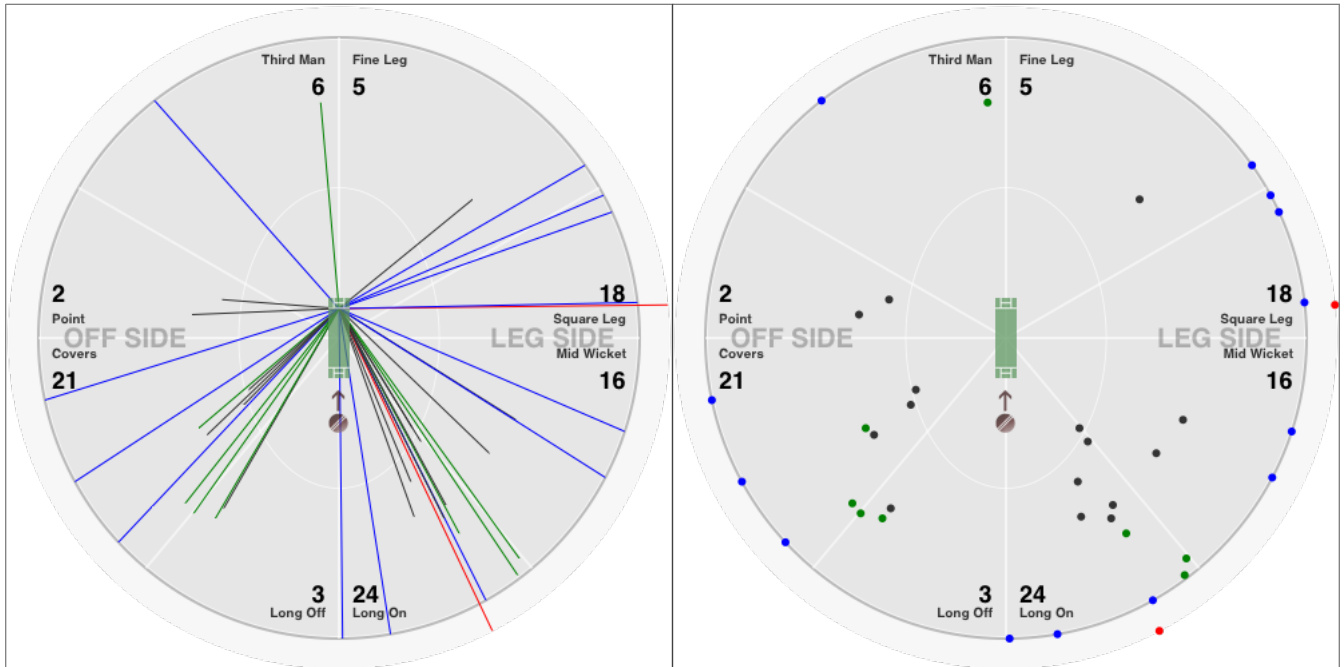 Third Man Fine Leg
6 5
2 18
Point Square Leg
OFF SIDE LEG SIDE
Covers Mid Wicket
21 16
3 24
Long Off Long On
Third Man Fine Leg
6 5
2 18
Point Square Leg
OFF SIDE LEG SIDE
Covers Mid Wicket
21 16
3 24
Long Off Long On